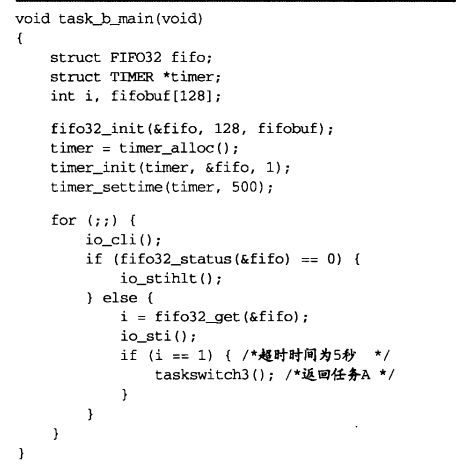 void task_b_main(void)
{
    struct FIFO32 fifo;
    struct TIMER *timer;
    int i, fifobuf[128];

    fifo32_init(&fifo, 128, fifobuf);
    timer = timer_alloc();
    timer_init(timer, &fifo, 1);
    timer_settime(timer, 500);

    for (;;) {
        io_cli();
        if (fifo32_status(&fifo) == 0) {
            io_stihlt();
        } else {
            i = fifo32_get(&fifo);
            io_sti();
            if (i == 1) { /*超时时间为5秒  */
                taskswitch3(); /*返回任务A */
            }
        }
    }
}